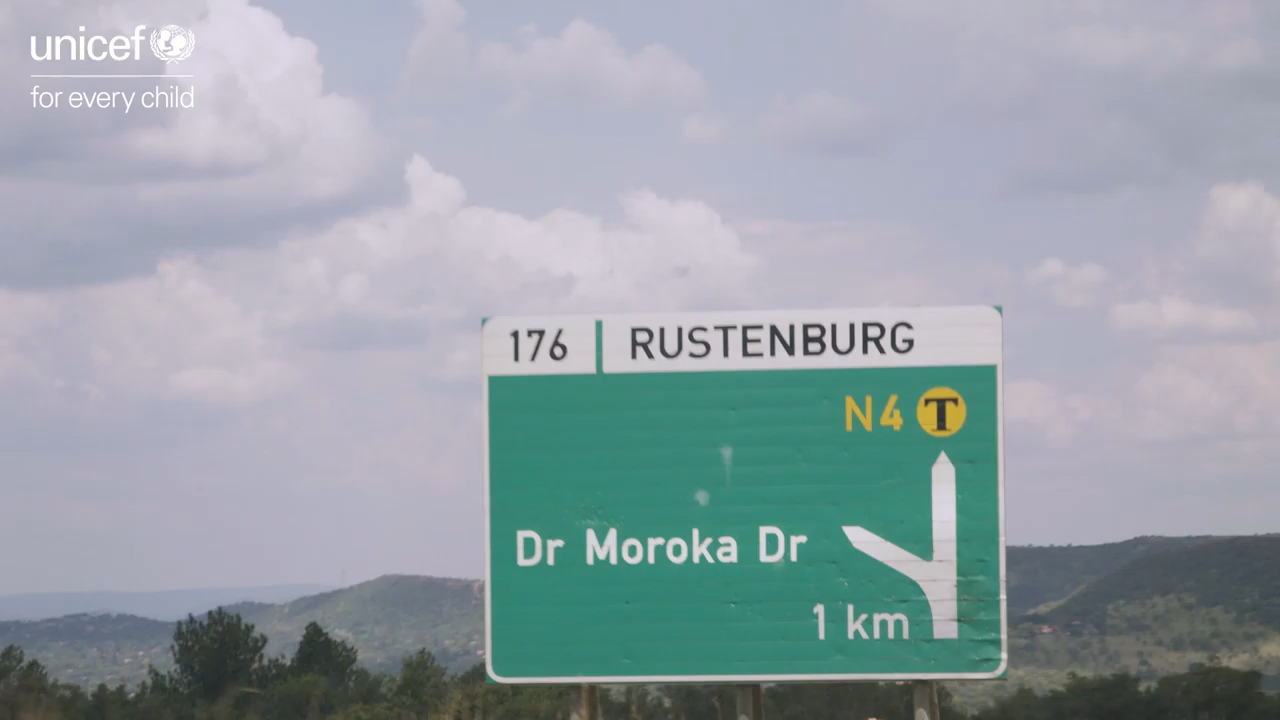 unicef
for every child
176 RUSTENBURG
N4 T
Dr Moroka Dr
1 km